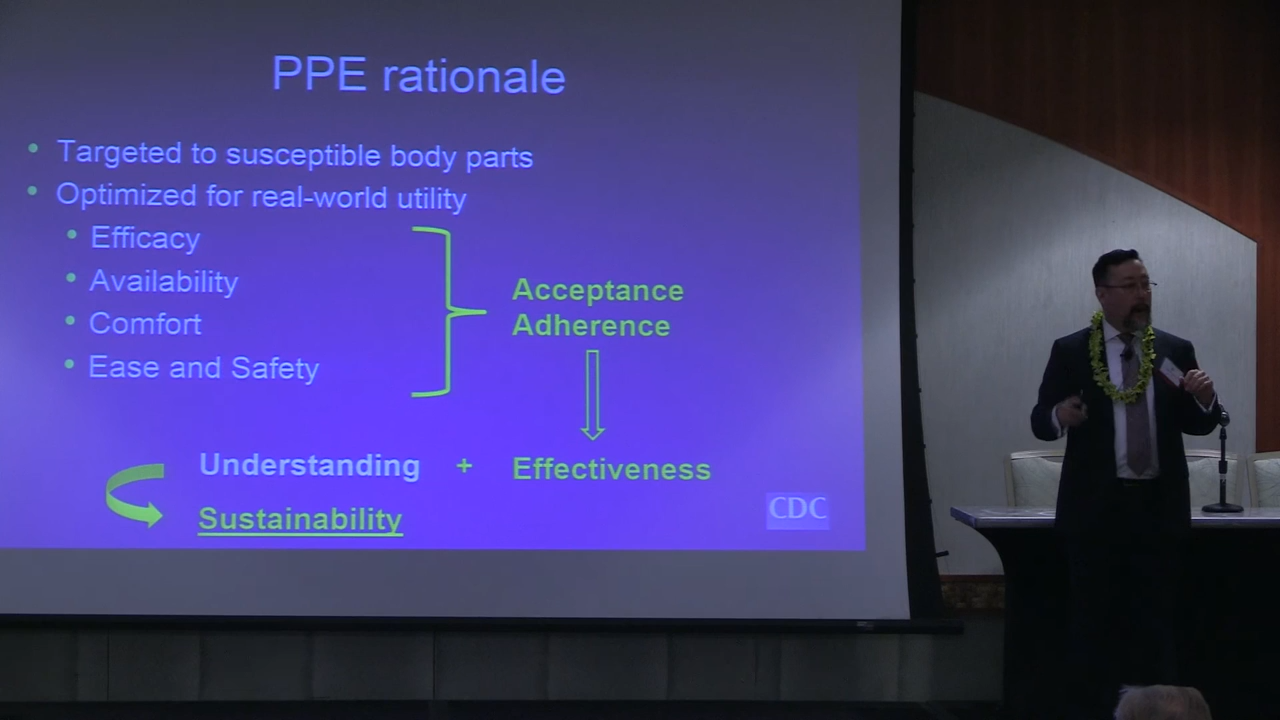 PPE rationale
• Targeted to susceptible body parts
• Optimized for real-world utility
• Efficacy
• Availability
• Comfort
• Ease and Safety
Acceptance
Adherence
Understanding + Effectiveness
Sustainability
CDC